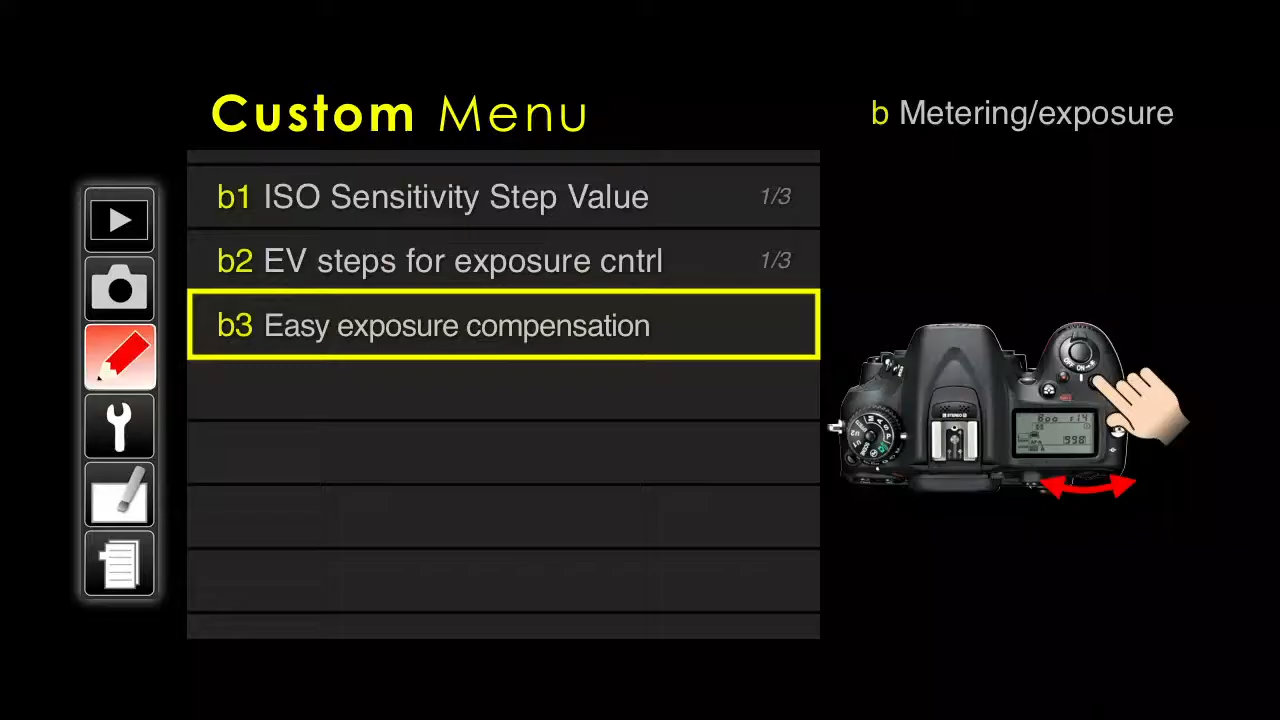 Custom Menu
b Metering/exposure
b1 ISO Sensitivity Step Value 1/3
b2 EV steps for exposure cntrl 1/3
b3 Easy exposure compensation